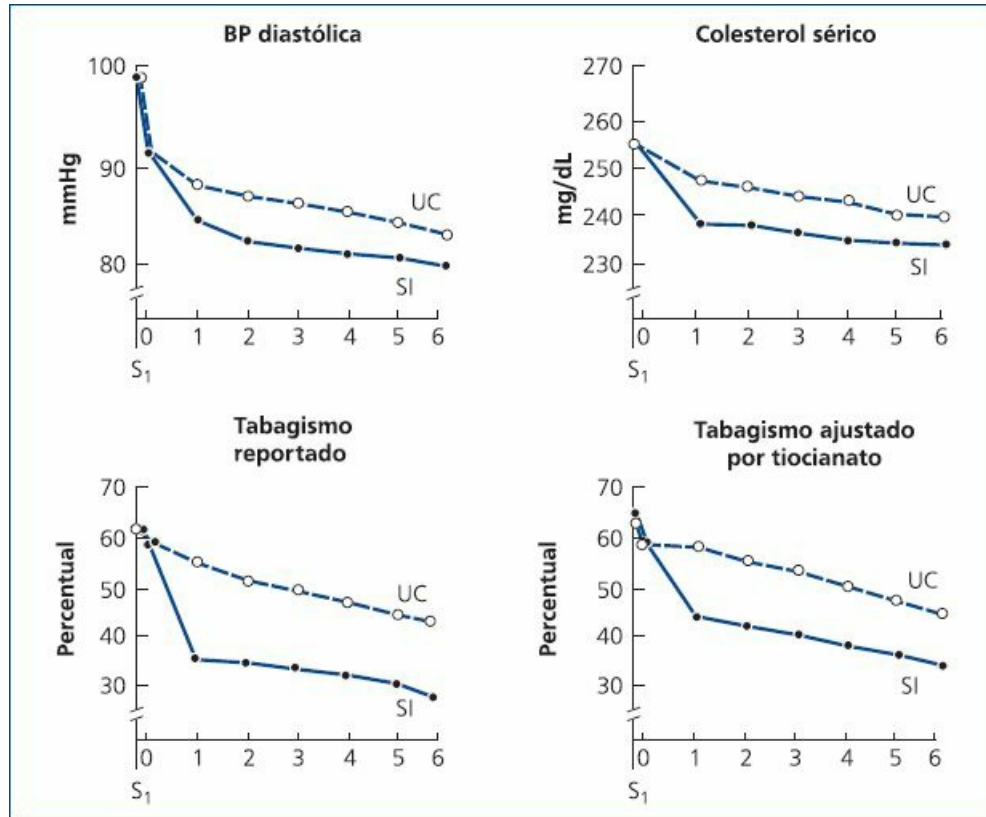 BP diastólica
100
90
80
mmHg
UC
SI
0 1 2 3 4 5 6
S1
Colesterol sérico
270
260
250
240
230
mg/dL
UC
SI
0 1 2 3 4 5 6
S1
Tabagismo
reportado
70
60
50
40
30
Percentual
UC
SI
0 1 2 3 4 5 6
S1
Tabagismo ajustado
por tiocianato
70
60
50
40
30
Percentual
UC
SI
0 1 2 3 4 5 6
S1